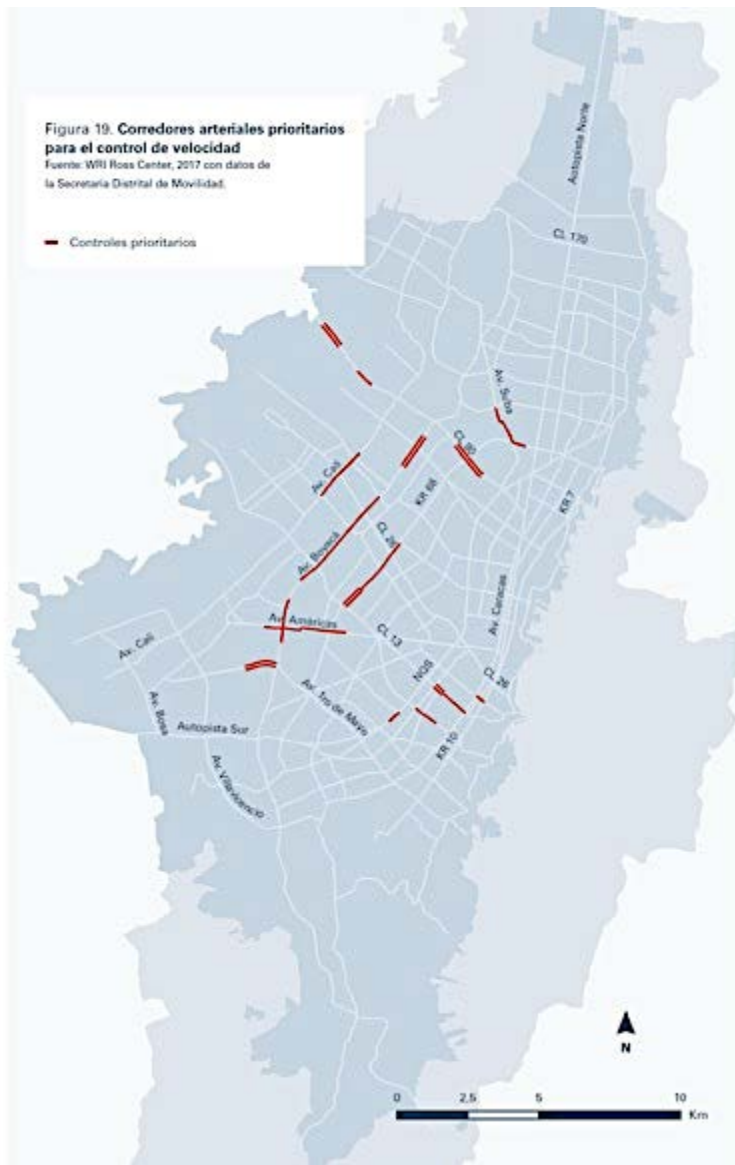 Figura 19. Corredores arteriales prioritarios
para el control de velocidad
Fuente: WRI Ross Center, 2017 con datos de
la Secretaria Distrital de Movilidad.
Controles prioritarios
Autopista Norte
CL 170
Av. Suba
CL 80
Av. Cali
KR 68
KR 7
CL 26
Av. Boyacá
Av. Caracas
Av. Américas
CL 13
Av. Cali
NQS
CL 26
Av. 1ro de Mayo
Av. Bosa
Autopista Sur
KR 10
Av. Villavicencio
N
0 2,5 5 10
Km